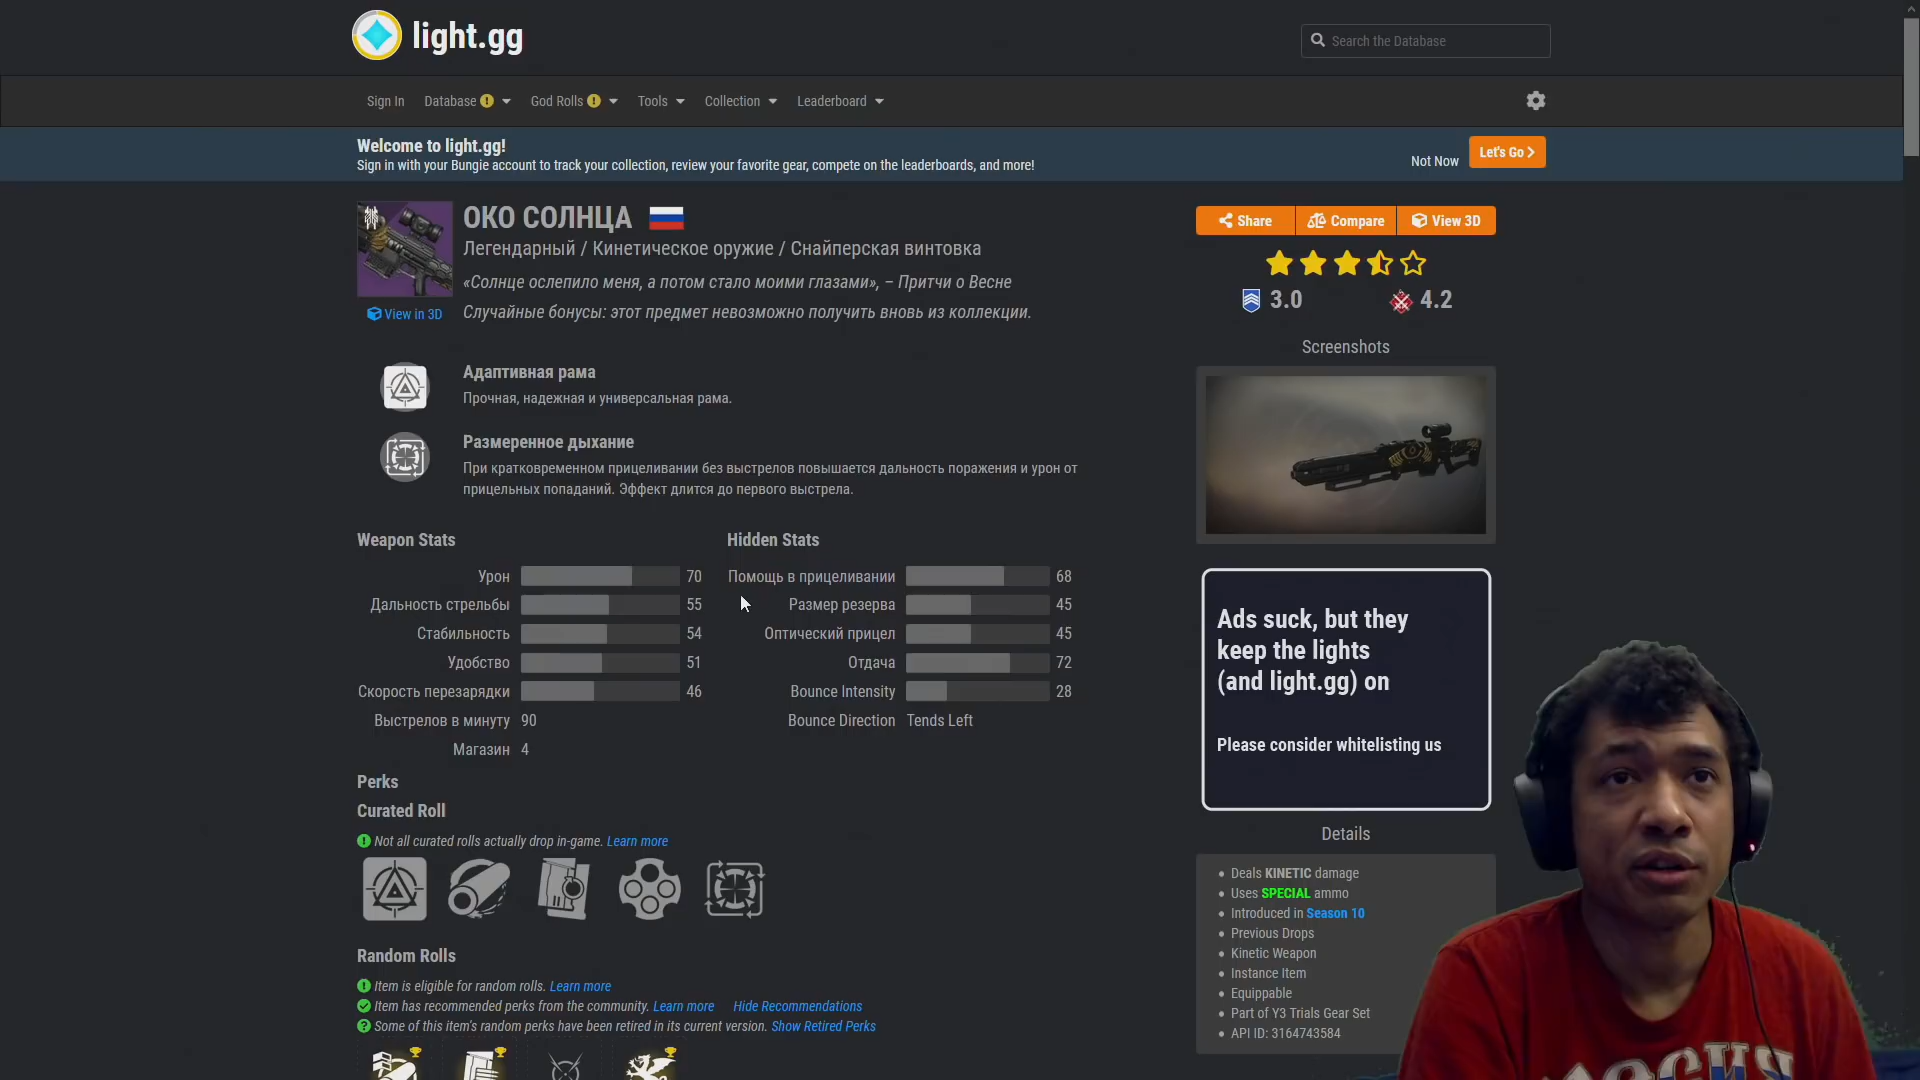 light.gg
Search the Database
Sign In Database God Rolls Tools Collection Leaderboard
Welcome to light.gg!
Sign in with your Bungie account to track your collection, review your favorite gear, compete on the leaderboards, and more!
Not Now
Let's Go
ОКО СОЛНЦА
Легендарный / Кинетическое оружие / Снайперская винтовка
«Солнце ослепило меня, а потом стало моими глазами», – Притчи о Весне
Случайные бонусы: этот предмет невозможно получить вновь из коллекции.
View in 3D
Share
Compare
View 3D
3.0
4.2
Screenshots
Адаптивная рама
Прочная, надежная и универсальная рама.
Размеренное дыхание
При кратковременном прицеливании без выстрелов повышается дальность поражения и урон от
прицельных попаданий. Эффект длится до первого выстрела.
Weapon Stats
Урон 70
Дальность стрельбы 55
Стабильность 54
Удобство 51
Скорость перезарядки 46
Выстрелов в минуту 90
Магазин 4
Hidden Stats
Помощь в прицеливании 68
Размер резерва 45
Оптический прицел 45
Отдача 72
Bounce Intensity 28
Bounce Direction Tends Left
Perks
Curated Roll
Not all curated rolls actually drop in-game. Learn more
Random Rolls
Item is eligible for random rolls. Learn more
Item has recommended perks from the community. Learn more Hide Recommendations
Some of this item's random perks have been retired in its current version. Show Retired Perks
Ads suck, but they
keep the lights
(and light.gg) on
Please consider whitelisting us
Details
Deals KINETIC damage
Uses SPECIAL ammo
Introduced in Season 10
Previous Drops
Kinetic Weapon
Instance Item
Equippable
Part of Y3 Trials Gear Set
API ID: 3164743584